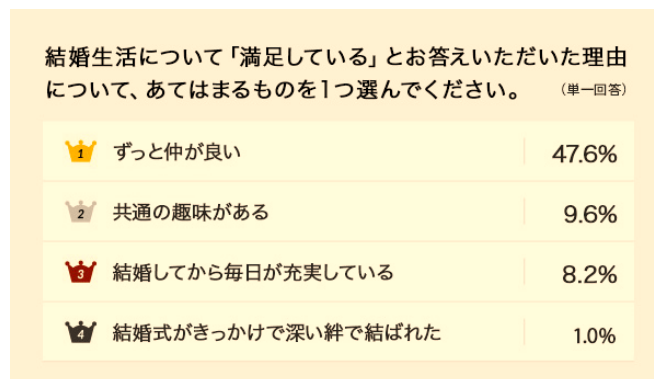 結婚生活について「満足している」とお答えいただいた理由
について、あてはまるものを1つ選んでください。 (単一回答)
1 ずっと仲が良い 47.6%
2 共通の趣味がある 9.6%
3 結婚してから毎日が充実している 8.2%
4 結婚式がきっかけで深い絆で結ばれた 1.0%